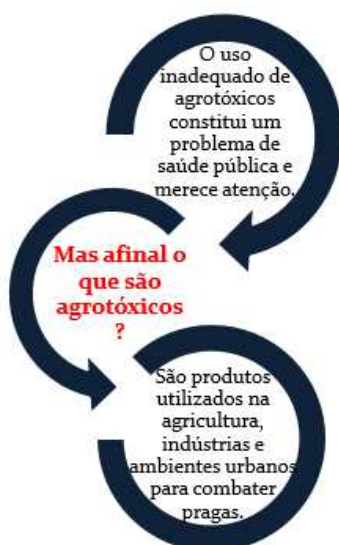 O uso
inadequado de
agrotóxicos
constitui um
problema de
saúde pública e
merece atenção.
Mas afinal o
que são
agrotóxicos
?
São produtos
utilizados na
agricultura,
indústrias e
ambientes urbanos
para combater
pragas.